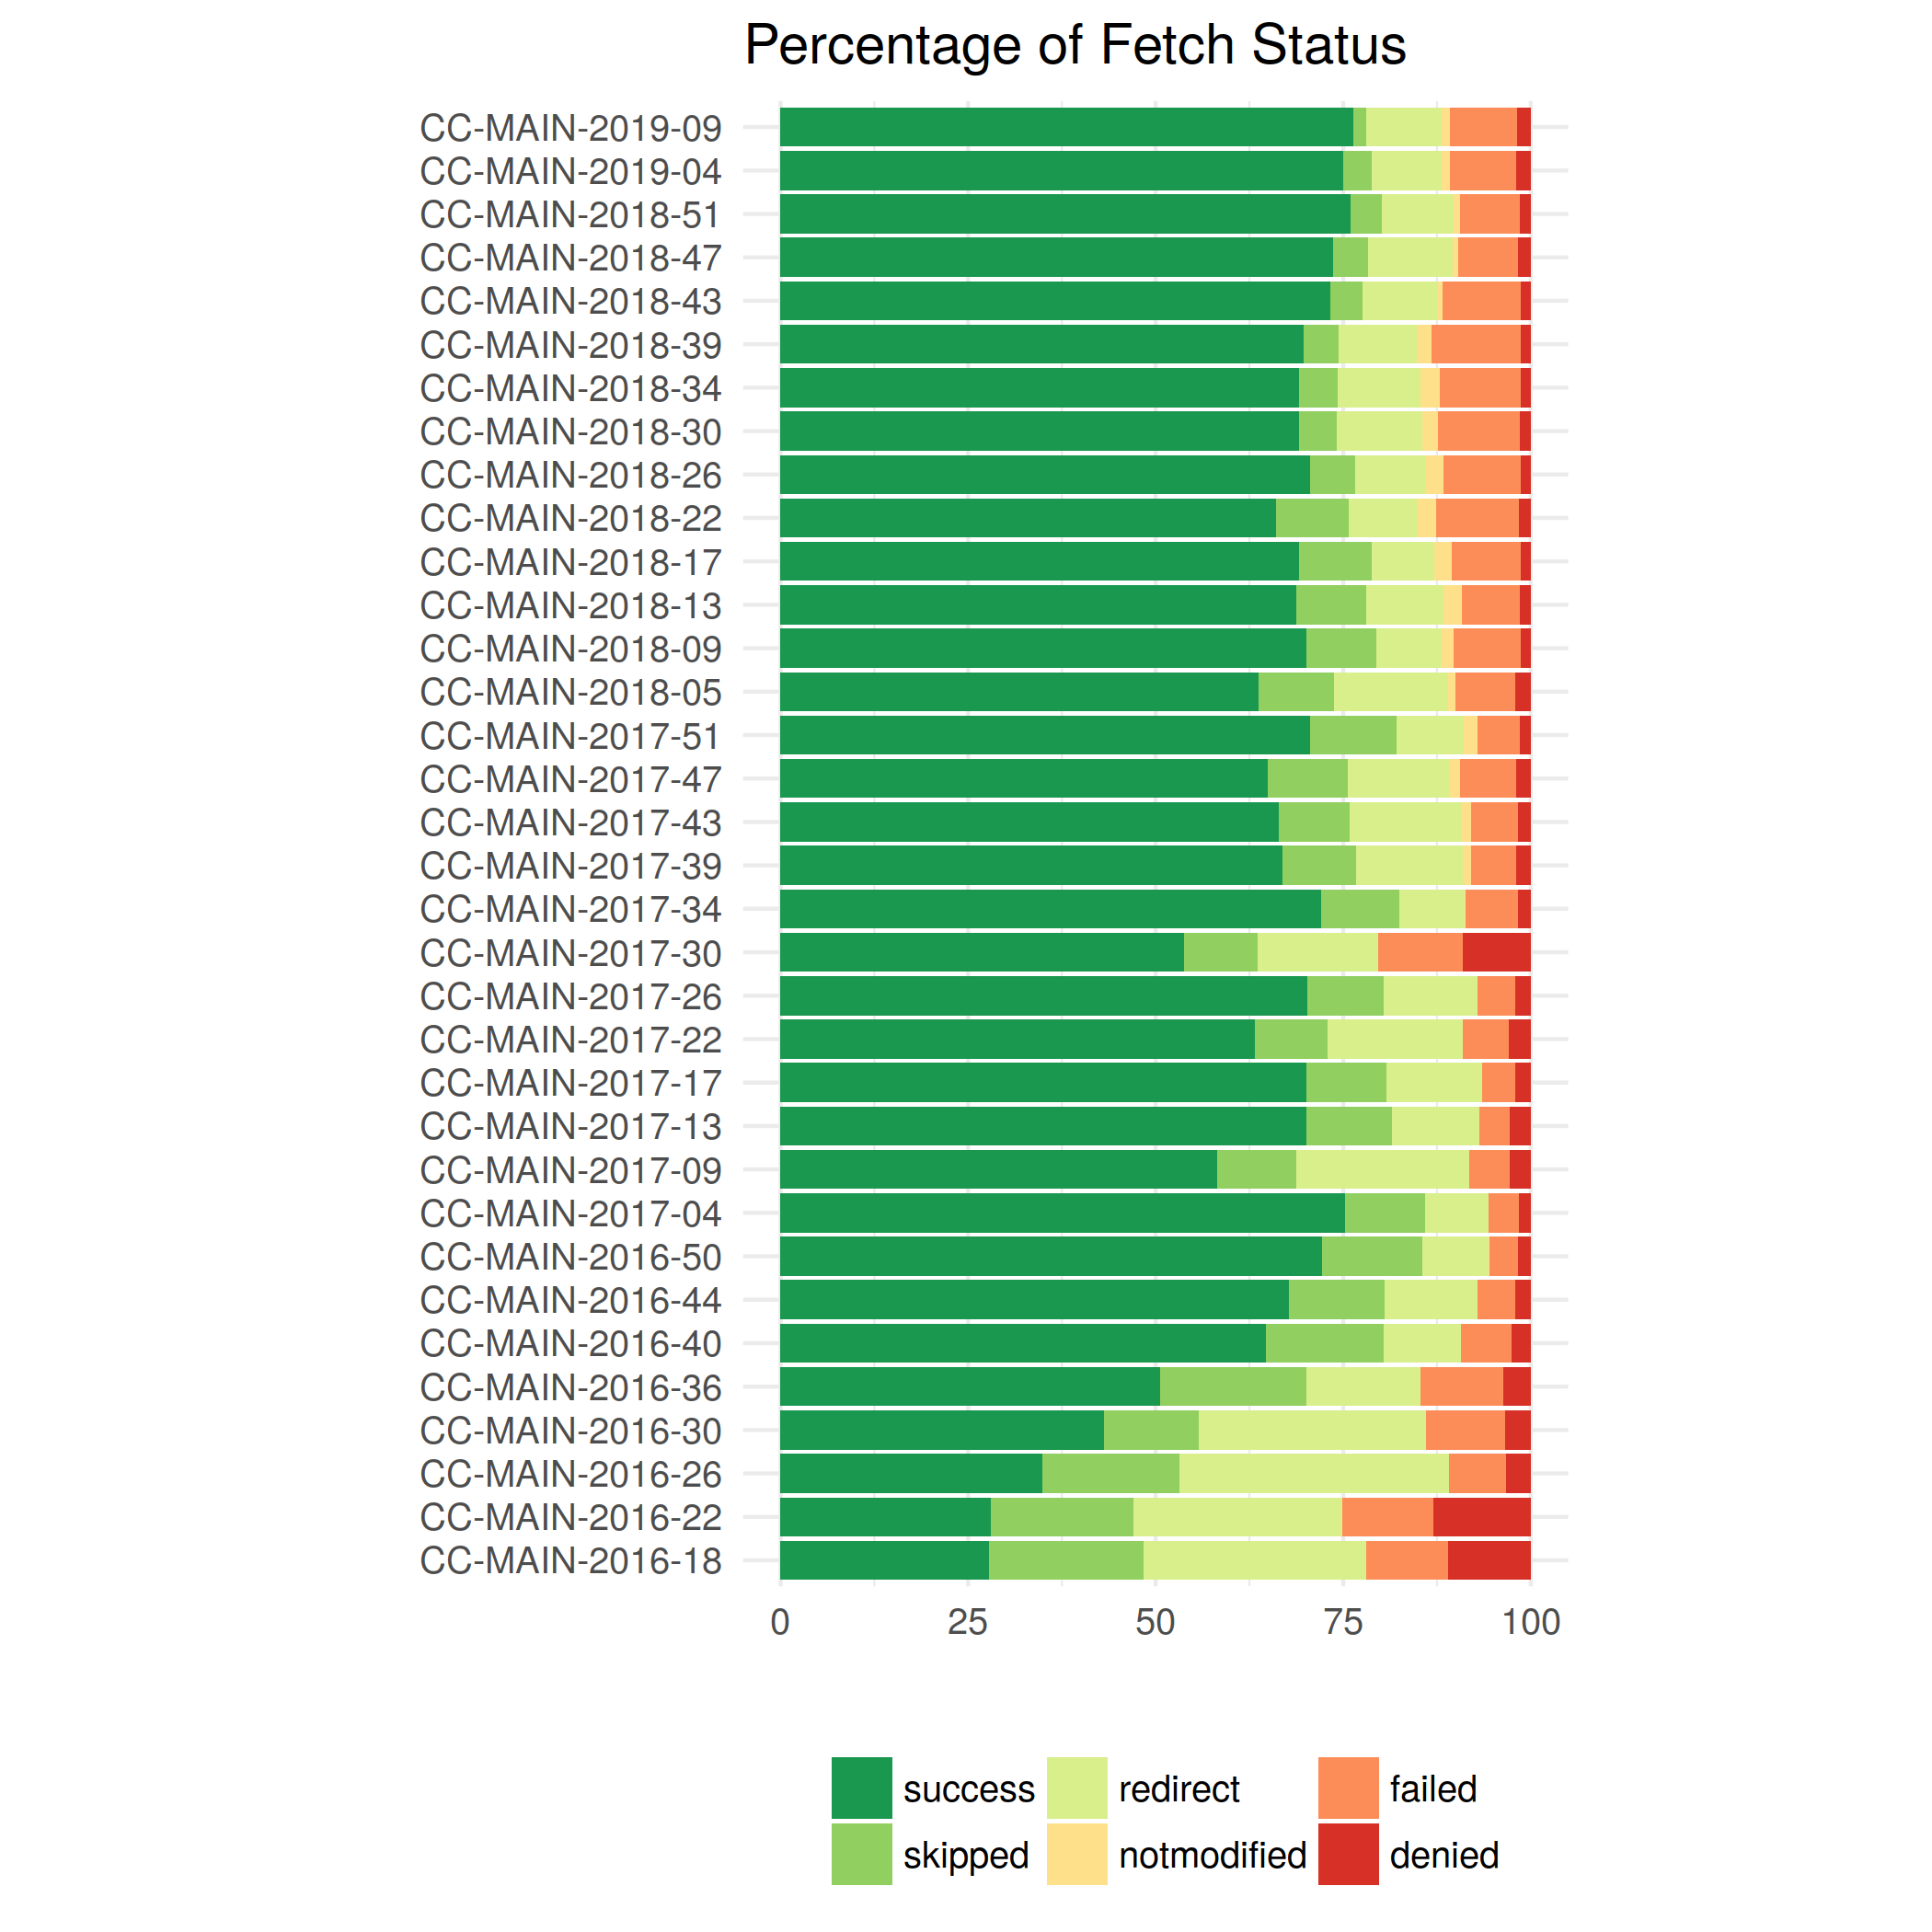 Percentage of Fetch Status
CC-MAIN-2019-09
CC-MAIN-2019-04
CC-MAIN-2018-51
CC-MAIN-2018-47
CC-MAIN-2018-43
CC-MAIN-2018-39
CC-MAIN-2018-34
CC-MAIN-2018-30
CC-MAIN-2018-26
CC-MAIN-2018-22
CC-MAIN-2018-17
CC-MAIN-2018-13
CC-MAIN-2018-09
CC-MAIN-2018-05
CC-MAIN-2017-51
CC-MAIN-2017-47
CC-MAIN-2017-43
CC-MAIN-2017-39
CC-MAIN-2017-34
CC-MAIN-2017-30
CC-MAIN-2017-26
CC-MAIN-2017-22
CC-MAIN-2017-17
CC-MAIN-2017-13
CC-MAIN-2017-09
CC-MAIN-2017-04
CC-MAIN-2016-50
CC-MAIN-2016-44
CC-MAIN-2016-40
CC-MAIN-2016-36
CC-MAIN-2016-30
CC-MAIN-2016-26
CC-MAIN-2016-22
CC-MAIN-2016-18
0 25 50 75 100
success redirect failed
skipped notmodified denied